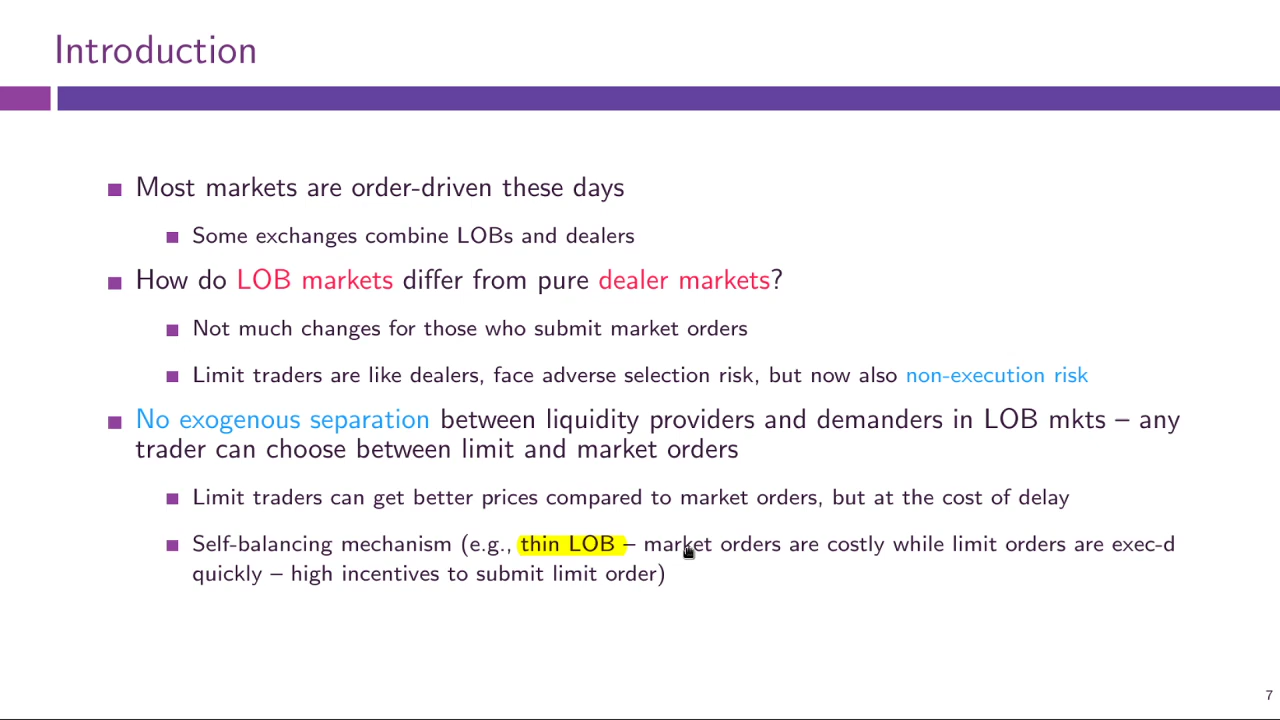 Introduction
Most markets are order-driven these days
Some exchanges combine LOBs and dealers
How do LOB markets differ from pure dealer markets?
Not much changes for those who submit market orders
Limit traders are like dealers, face adverse selection risk, but now also non-execution risk
No exogenous separation between liquidity providers and demanders in LOB mkts – any
trader can choose between limit and market orders
Limit traders can get better prices compared to market orders, but at the cost of delay
Self-balancing mechanism (e.g., thin LOB – market orders are costly while limit orders are exec-d
quickly – high incentives to submit limit order)
7